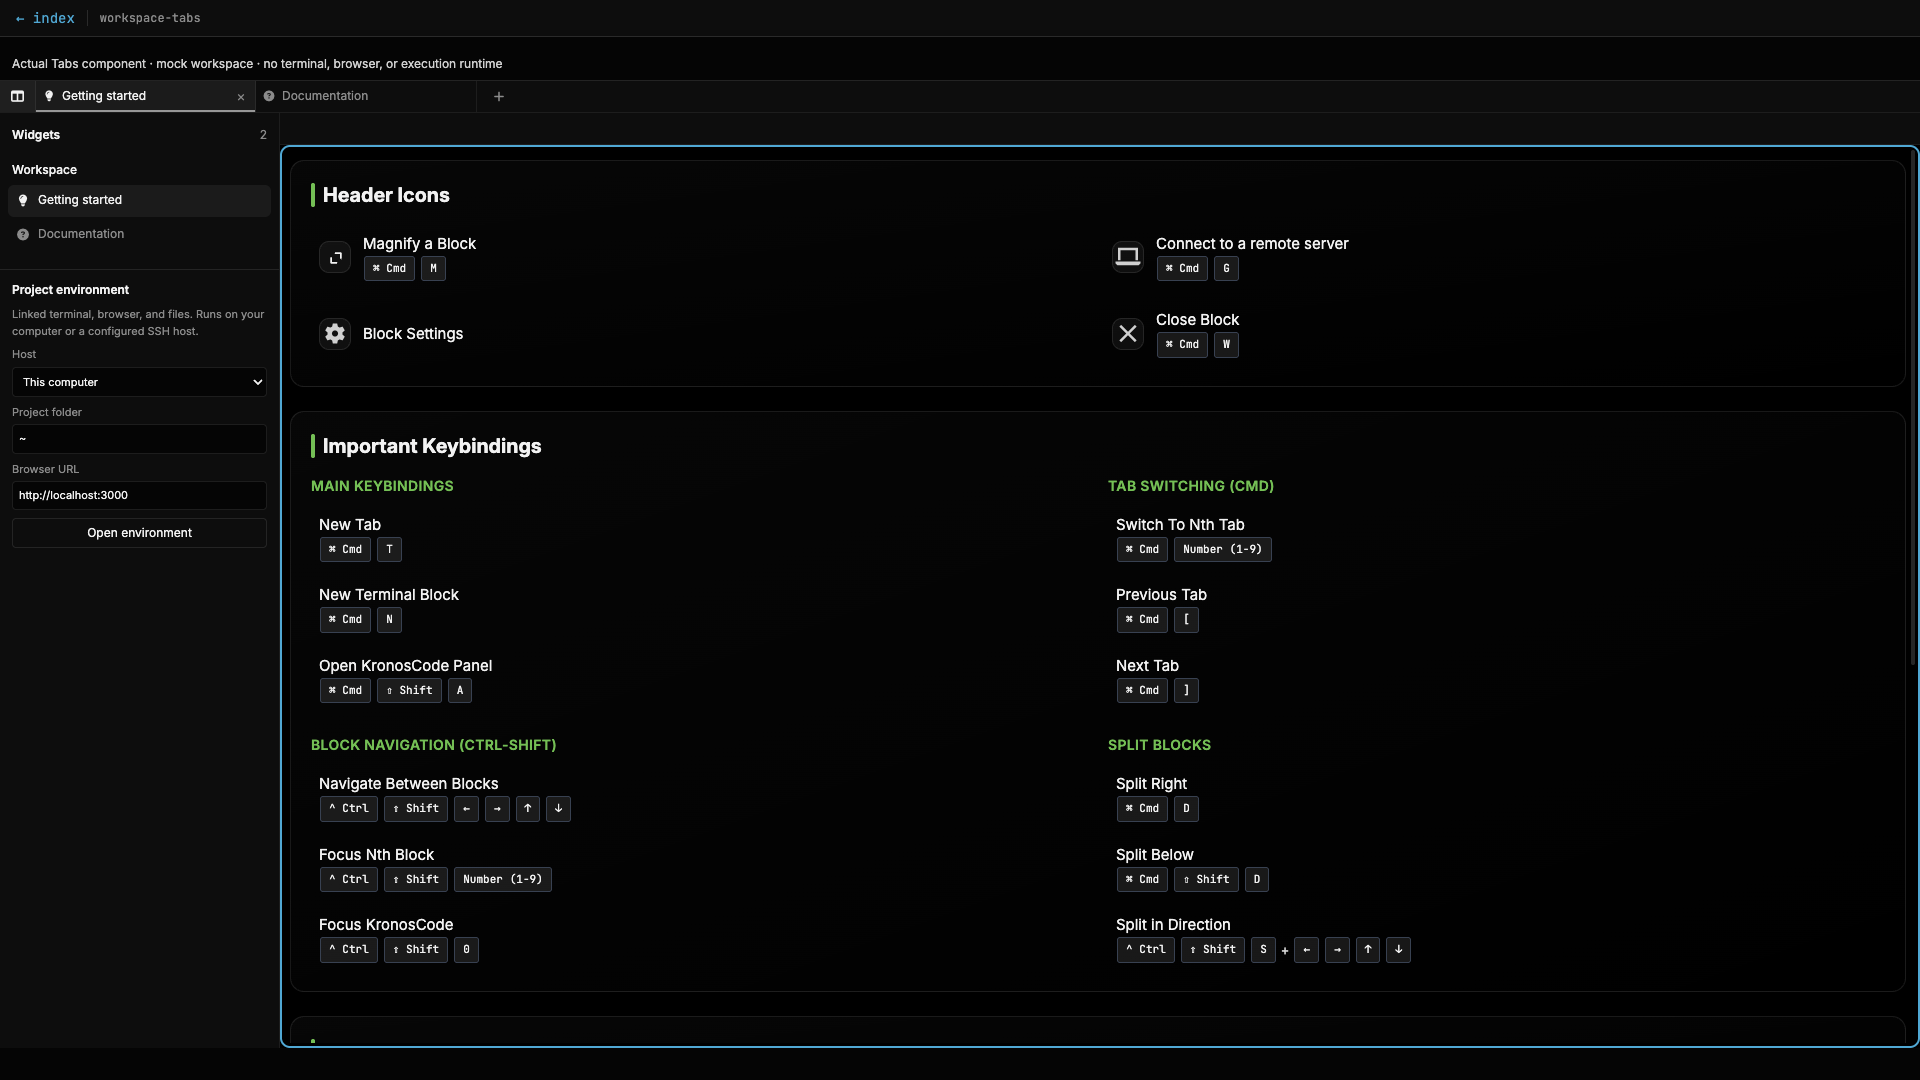 ← index
workspace-tabs
Actual Tabs component · mock workspace · no terminal, browser, or execution runtime
Getting started ×
Documentation
+
Widgets 2
Workspace
Getting started
Documentation
Project environment
Linked terminal, browser, and files. Runs on your
computer or a configured SSH host.
Host
This computer
Project folder
~
Browser URL
http://localhost:3000
Open environment
Header Icons
Magnify a Block
⌘ Cmd M
Connect to a remote server
⌘ Cmd G
Block Settings
Close Block
⌘ Cmd W
Important Keybindings
MAIN KEYBINDINGS
New Tab
⌘ Cmd T
New Terminal Block
⌘ Cmd N
Open KronosCode Panel
⌘ Cmd ⇧ Shift A
TAB SWITCHING (CMD)
Switch To Nth Tab
⌘ Cmd Number (1-9)
Previous Tab
⌘ Cmd [
Next Tab
⌘ Cmd ]
BLOCK NAVIGATION (CTRL-SHIFT)
Navigate Between Blocks
^ Ctrl ⇧ Shift ← → ↑ ↓
Focus Nth Block
^ Ctrl ⇧ Shift Number (1-9)
Focus KronosCode
^ Ctrl ⇧ Shift 0
SPLIT BLOCKS
Split Right
⌘ Cmd D
Split Below
⌘ Cmd ⇧ Shift D
Split in Direction
^ Ctrl ⇧ Shift S + ← → ↑ ↓